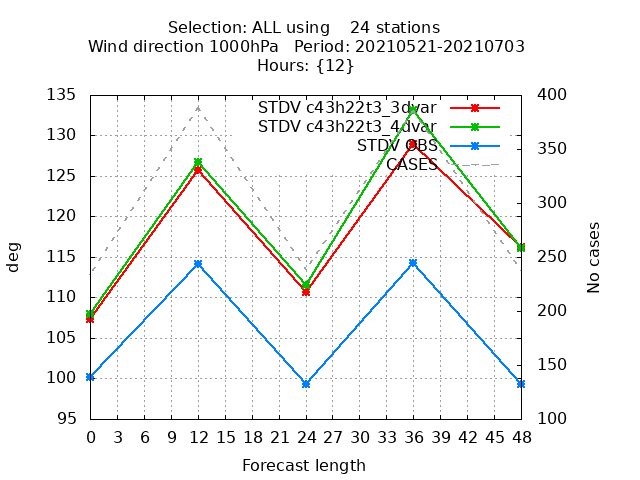 Selection: ALL using    24 stations
Wind direction 1000hPa   Period: 20210521-20210703
Hours: {12}
STDV c43h22t3_3dvar
STDV c43h22t3_4dvar
STDV OBS
CASES
135
130
125
120
115
110
105
100
95
deg
400
350
300
250
200
150
100
No cases
0 3 6 9 12 15 18 21 24 27 30 33 36 39 42 45 48
Forecast length